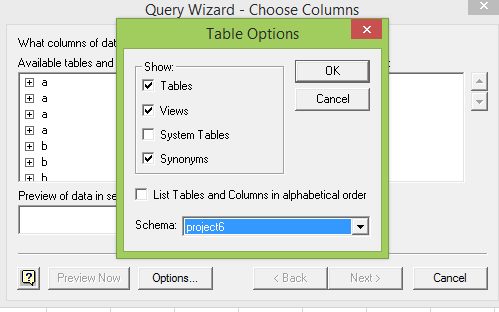 Query Wizard - Choose Columns
Table Options
What columns of dat
Available tables and
Show:
Tables
Views
System Tables
Synonyms
OK
Cancel
a
a
a
a
b
b
b
List Tables and Columns in alphabetical order
Preview of data in se
Schema: project6
Preview Now
Options...
< Back
Next >
Cancel